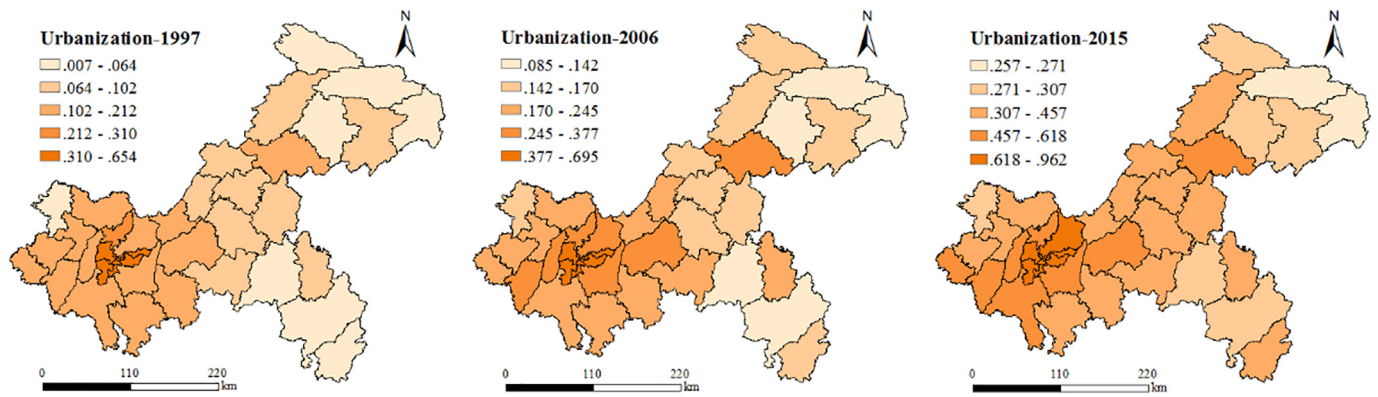 N
Urbanization-1997
.007 - .064
.064 - .102
.102 - .212
.212 - .310
.310 - .654
0 110 220
km
N
Urbanization-2006
.085 - .142
.142 - .170
.170 - .245
.245 - .377
.377 - .695
0 110 220
km
N
Urbanization-2015
.257 - .271
.271 - .307
.307 - .457
.457 - .618
.618 - .962
0 110 220
km